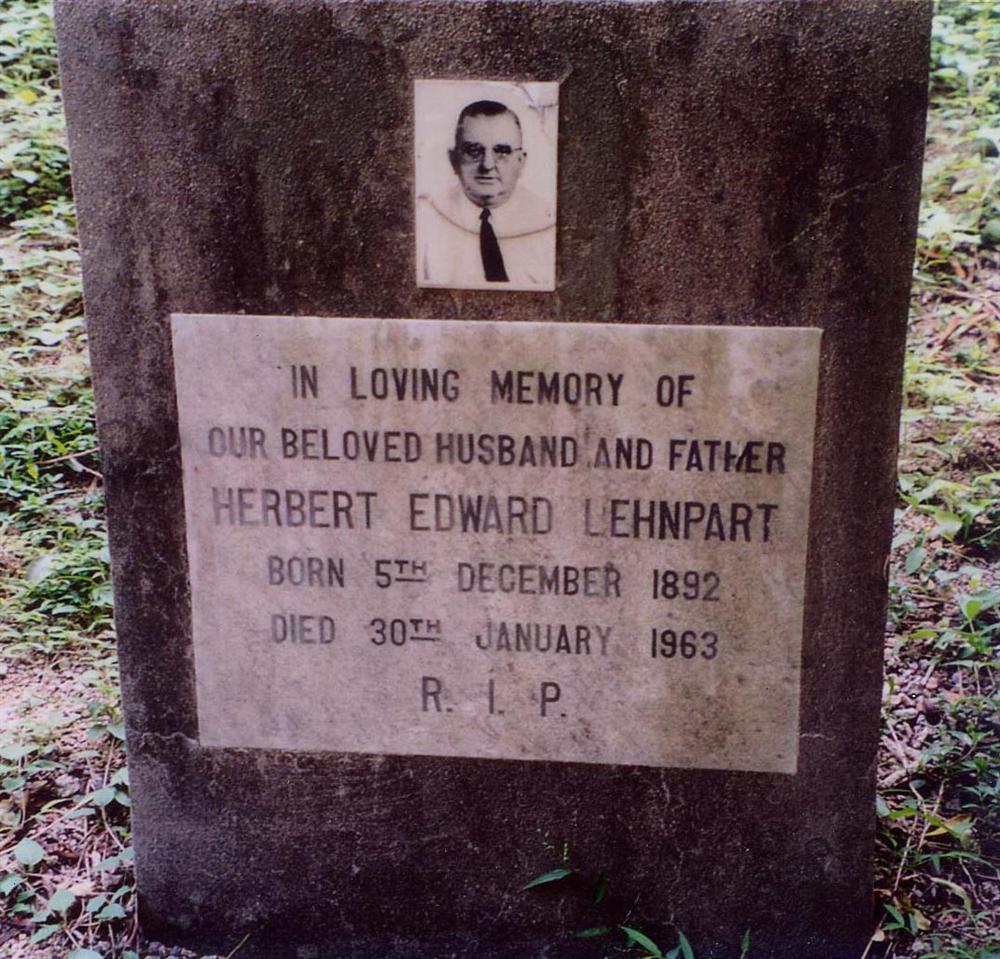 IN LOVING MEMORY OF
OUR BELOVED HUSBAND AND FATHER
HERBERT EDWARD LEHNPART
BORN 5TH DECEMBER 1892
DIED 30TH JANUARY 1963
R. I. P.